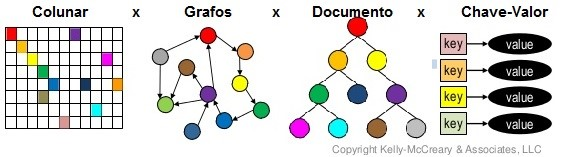 Colunar x Grafos x Documento x Chave-Valor
key value
key value
key value
key value
Copyright Kelly-McCreary & Associates, LLC